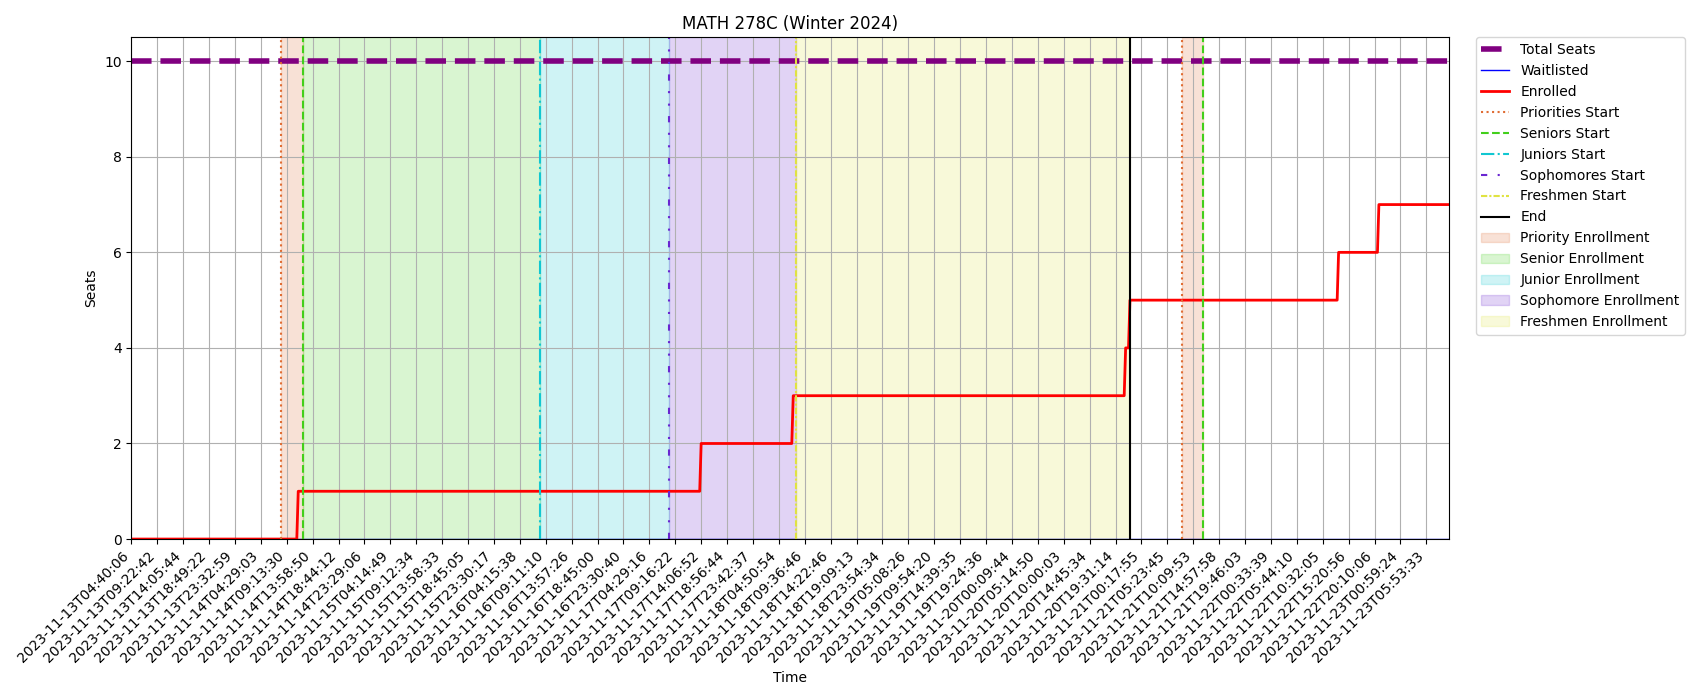 MATH 278C (Winter 2024)
Seats
10
8
6
4
2
0
2023-11-13T04:40:06
2023-11-13T09:22:42
2023-11-13T14:05:44
2023-11-13T18:49:22
2023-11-13T23:32:59
2023-11-14T04:29:03
2023-11-14T09:13:30
2023-11-14T13:58:50
2023-11-14T18:44:12
2023-11-14T23:29:06
2023-11-15T04:14:49
2023-11-15T09:12:34
2023-11-15T13:58:33
2023-11-15T18:45:05
2023-11-15T23:30:17
2023-11-16T04:15:38
2023-11-16T09:11:10
2023-11-16T13:57:26
2023-11-16T18:45:00
2023-11-16T23:30:40
2023-11-17T04:29:16
2023-11-17T09:16:22
2023-11-17T14:06:52
2023-11-17T18:56:44
2023-11-17T23:42:37
2023-11-18T04:50:54
2023-11-18T09:36:46
2023-11-18T14:22:46
2023-11-18T19:09:13
2023-11-18T23:54:34
2023-11-19T05:08:26
2023-11-19T09:54:20
2023-11-19T14:39:35
2023-11-19T19:24:36
2023-11-20T00:09:44
2023-11-20T05:14:50
2023-11-20T10:00:03
2023-11-20T14:45:34
2023-11-20T19:31:14
2023-11-21T00:17:55
2023-11-21T05:23:45
2023-11-21T10:09:53
2023-11-21T14:57:58
2023-11-21T19:46:03
2023-11-22T00:33:39
2023-11-22T05:44:10
2023-11-22T10:32:05
2023-11-22T15:20:56
2023-11-22T20:10:06
2023-11-23T00:59:24
2023-11-23T05:53:33
Time
Total Seats
Waitlisted
Enrolled
Priorities Start
Seniors Start
Juniors Start
Sophomores Start
Freshmen Start
End
Priority Enrollment
Senior Enrollment
Junior Enrollment
Sophomore Enrollment
Freshmen Enrollment